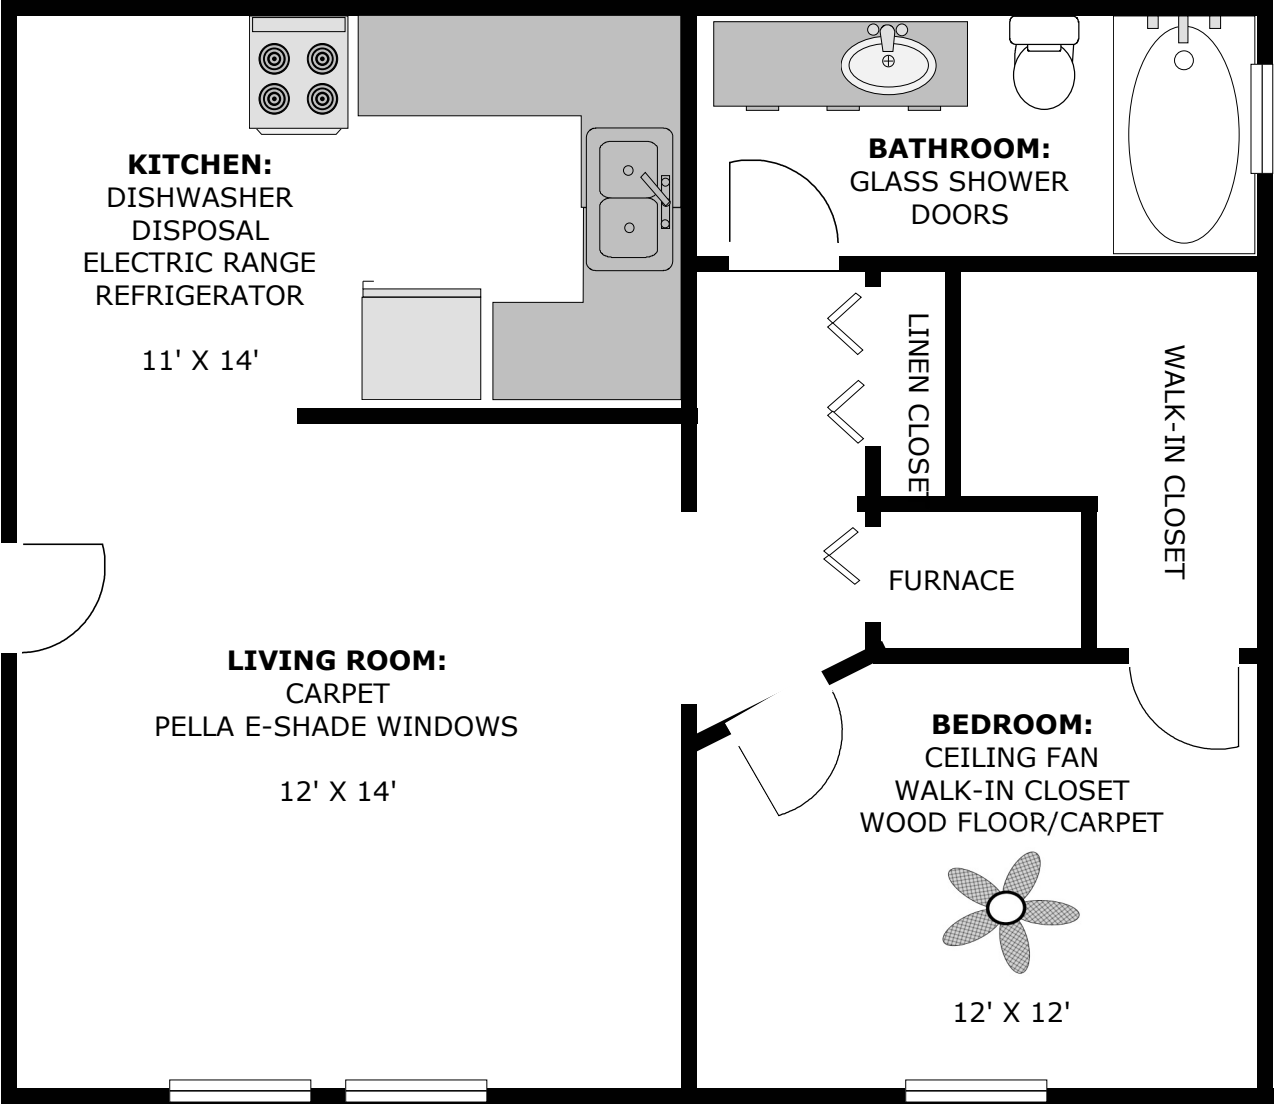 KITCHEN:
DISHWASHER
DISPOSAL
ELECTRIC RANGE
REFRIGERATOR
11' X 14'
BATHROOM:
GLASS SHOWER
DOORS
LINEN CLOSE
WALK-IN CLOSET
FURNACE
LIVING ROOM:
CARPET
PELLA E-SHADE WINDOWS
12' X 14'
BEDROOM:
CEILING FAN
WALK-IN CLOSET
WOOD FLOOR/CARPET
12' X 12'